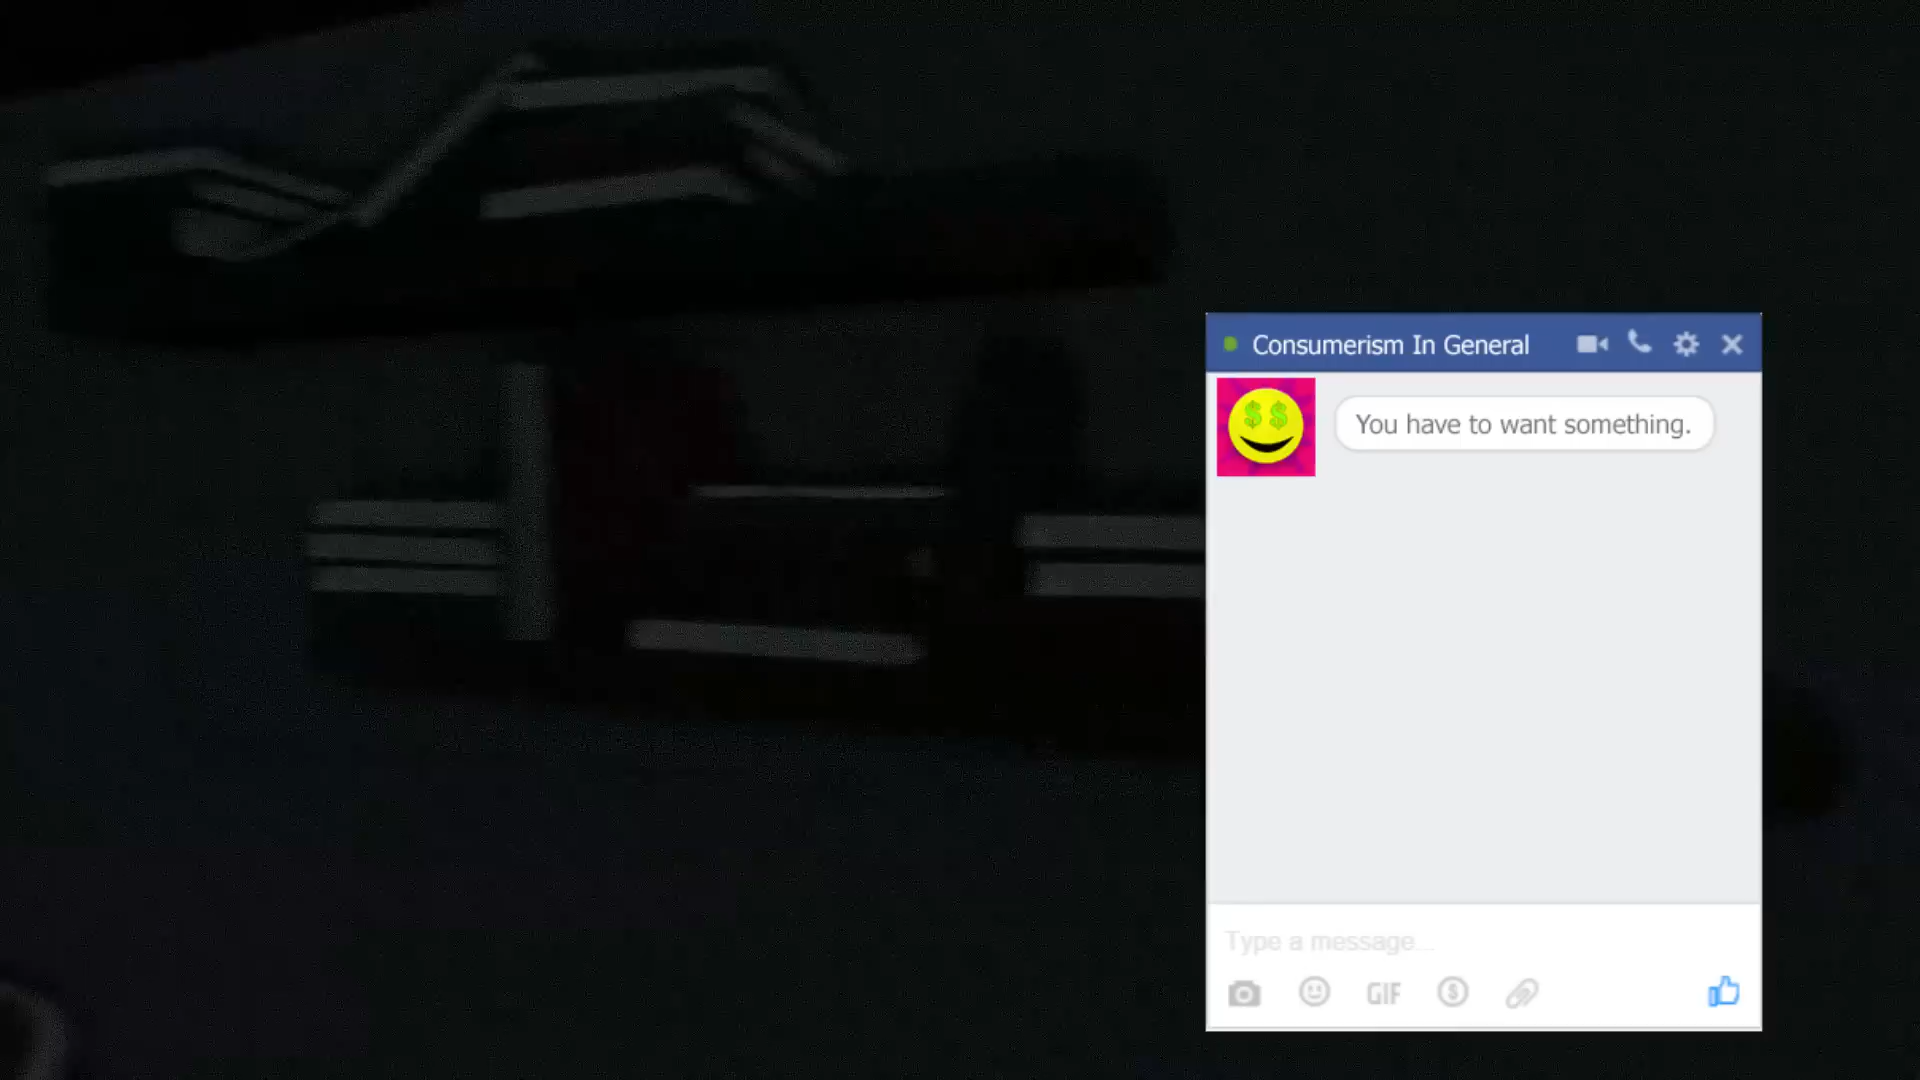 Consumerism In General
$ $
You have to want something.
Type a message...
GIF
$